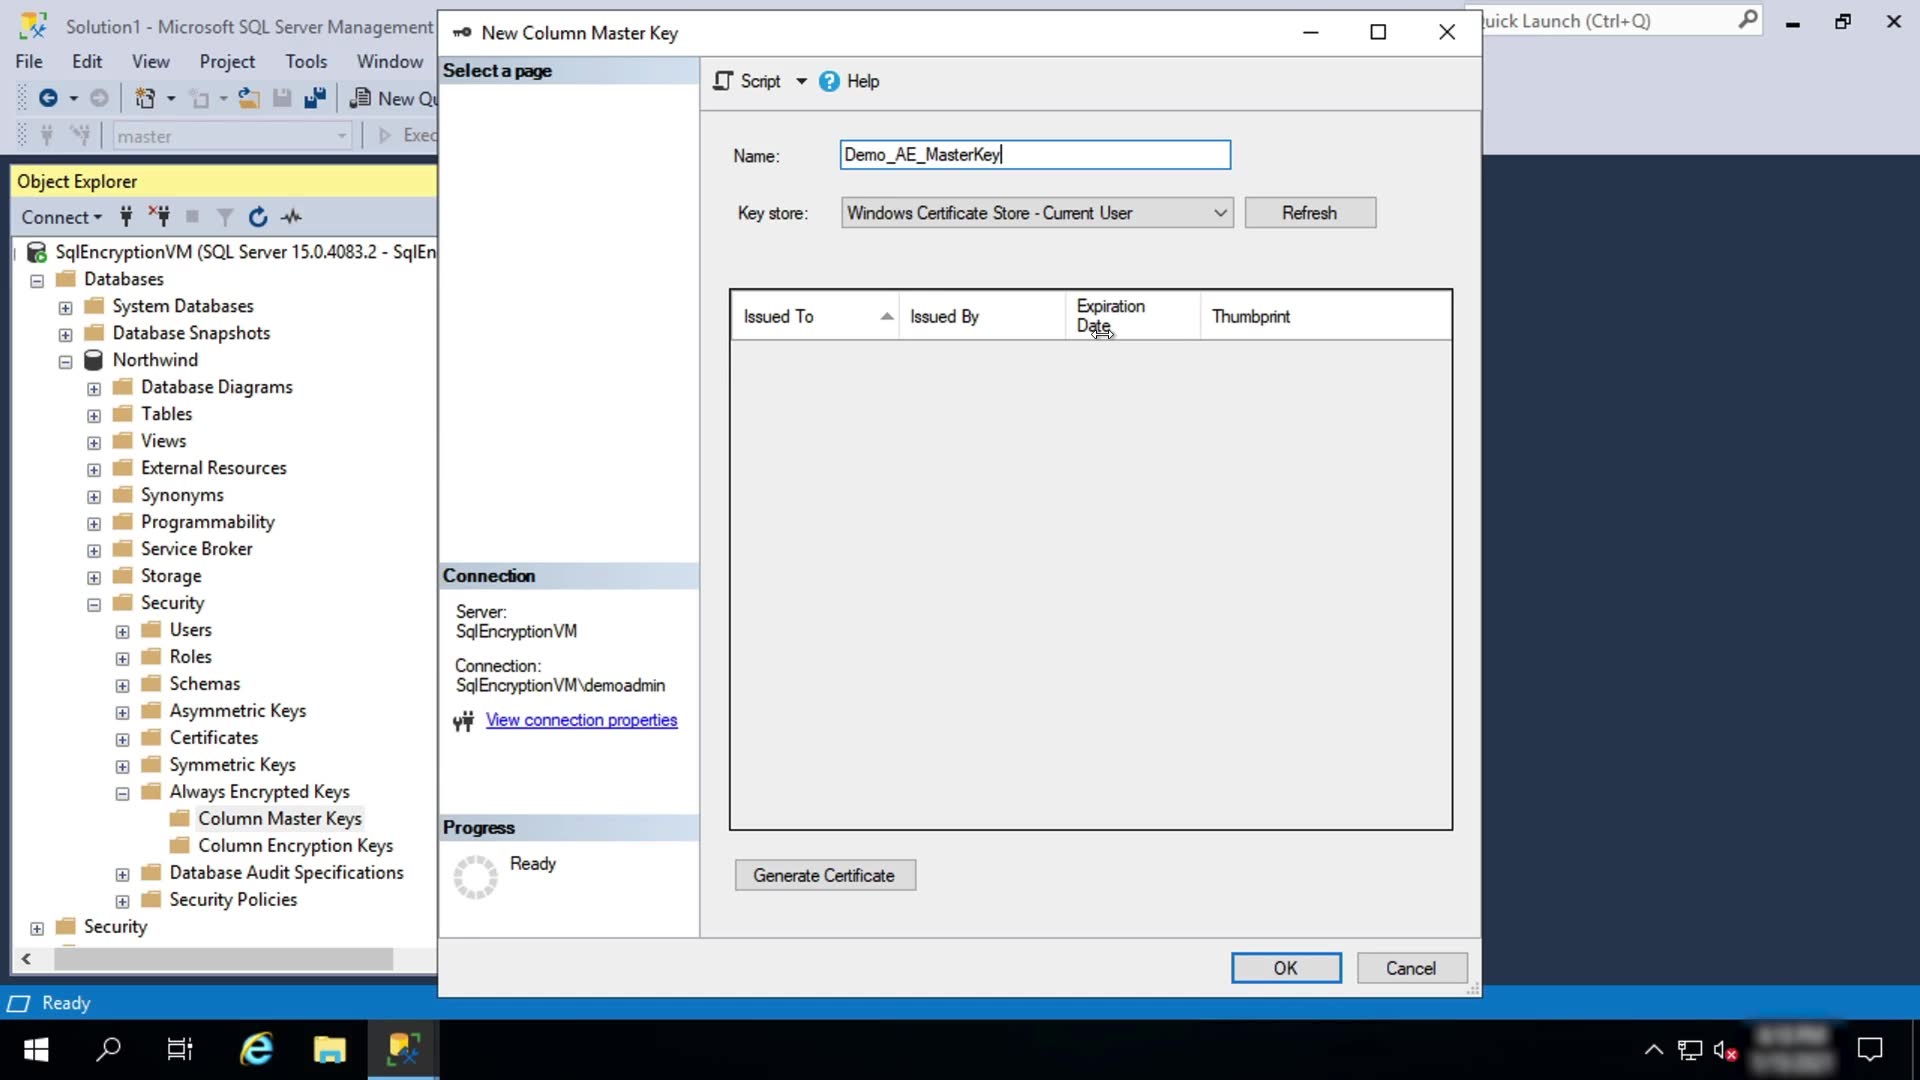 Solution1 - Microsoft SQL Server Management
Quick Launch (Ctrl+Q)
File Edit View Project Tools Window
New Qu
master
Exec
Object Explorer
Connect
SqlEncryptionVM (SQL Server 15.0.4083.2 - SqlEn
Databases
System Databases
Database Snapshots
Northwind
Database Diagrams
Tables
Views
External Resources
Synonyms
Programmability
Service Broker
Storage
Security
Users
Roles
Schemas
Asymmetric Keys
Certificates
Symmetric Keys
Always Encrypted Keys
Column Master Keys
Column Encryption Keys
Database Audit Specifications
Security Policies
Security
New Column Master Key
Select a page
Script
Help
Name:
Demo_AE_MasterKey
Key store:
Windows Certificate Store - Current User
Refresh
Issued To
Issued By
Expiration
Date
Thumbprint
Connection
Server:
SqlEncryptionVM
Connection:
SqlEncryptionVM\demoadmin
View connection properties
Progress
Ready
Generate Certificate
OK
Cancel
Ready